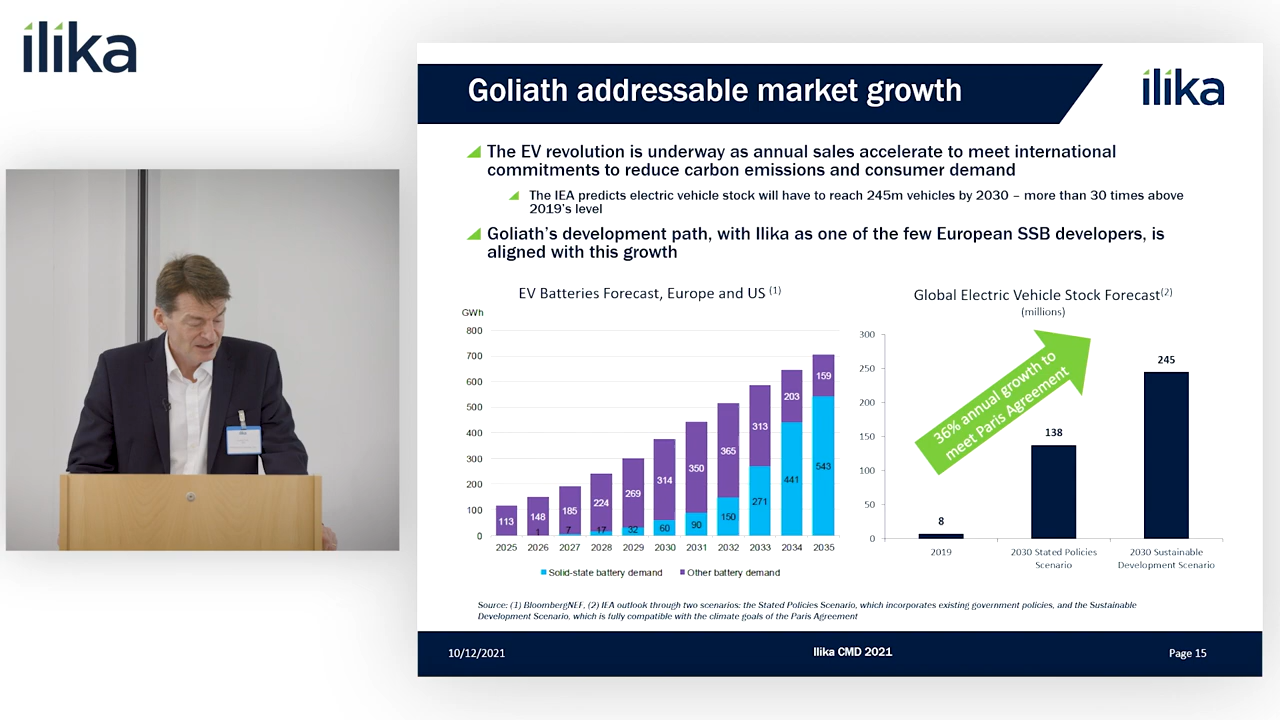 ilika
Goliath addressable market growth
ilika
The EV revolution is underway as annual sales accelerate to meet international
commitments to reduce carbon emissions and consumer demand
The IEA predicts electric vehicle stock will have to reach 245m vehicles by 2030 – more than 30 times above
2019's level
Goliath's development path, with Ilika as one of the few European SSB developers, is
aligned with this growth
EV Batteries Forecast, Europe and US (1)
GWh
800
700
600
500
400
300
200
100
0
113
148
1
185
7
224
17
269
32
314
60
350
90
365
150
313
271
203
441
159
543
2025 2026 2027 2028 2029 2030 2031 2032 2033 2034 2035
Solid-state battery demand Other battery demand
Global Electric Vehicle Stock Forecast(2)
(millions)
300
250
200
150
100
50
0
36% annual growth to
meet Paris Agreement
8
138
245
2019 2030 Stated Policies 2030 Sustainable
Scenario Development Scenario
Source: (1) BloombergNEF, (2) IEA outlook through two scenarios: the Stated Policies Scenario, which incorporates existing government policies, and the Sustainable
Development Scenario, which is fully compatible with the climate goals of the Paris Agreement
10/12/2021 Ilika CMD 2021 Page 15